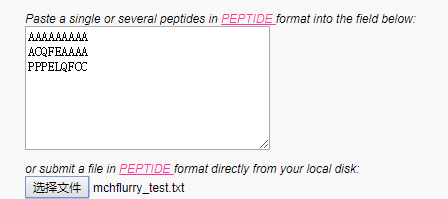 Paste a single or several peptides in PEPTIDE format into the field below:
AAAAAAAAA
ACQFEAAAA
PPPELQFCC
or submit a file in PEPTIDE format directly from your local disk:
选择文件 mchflurry_test.txt